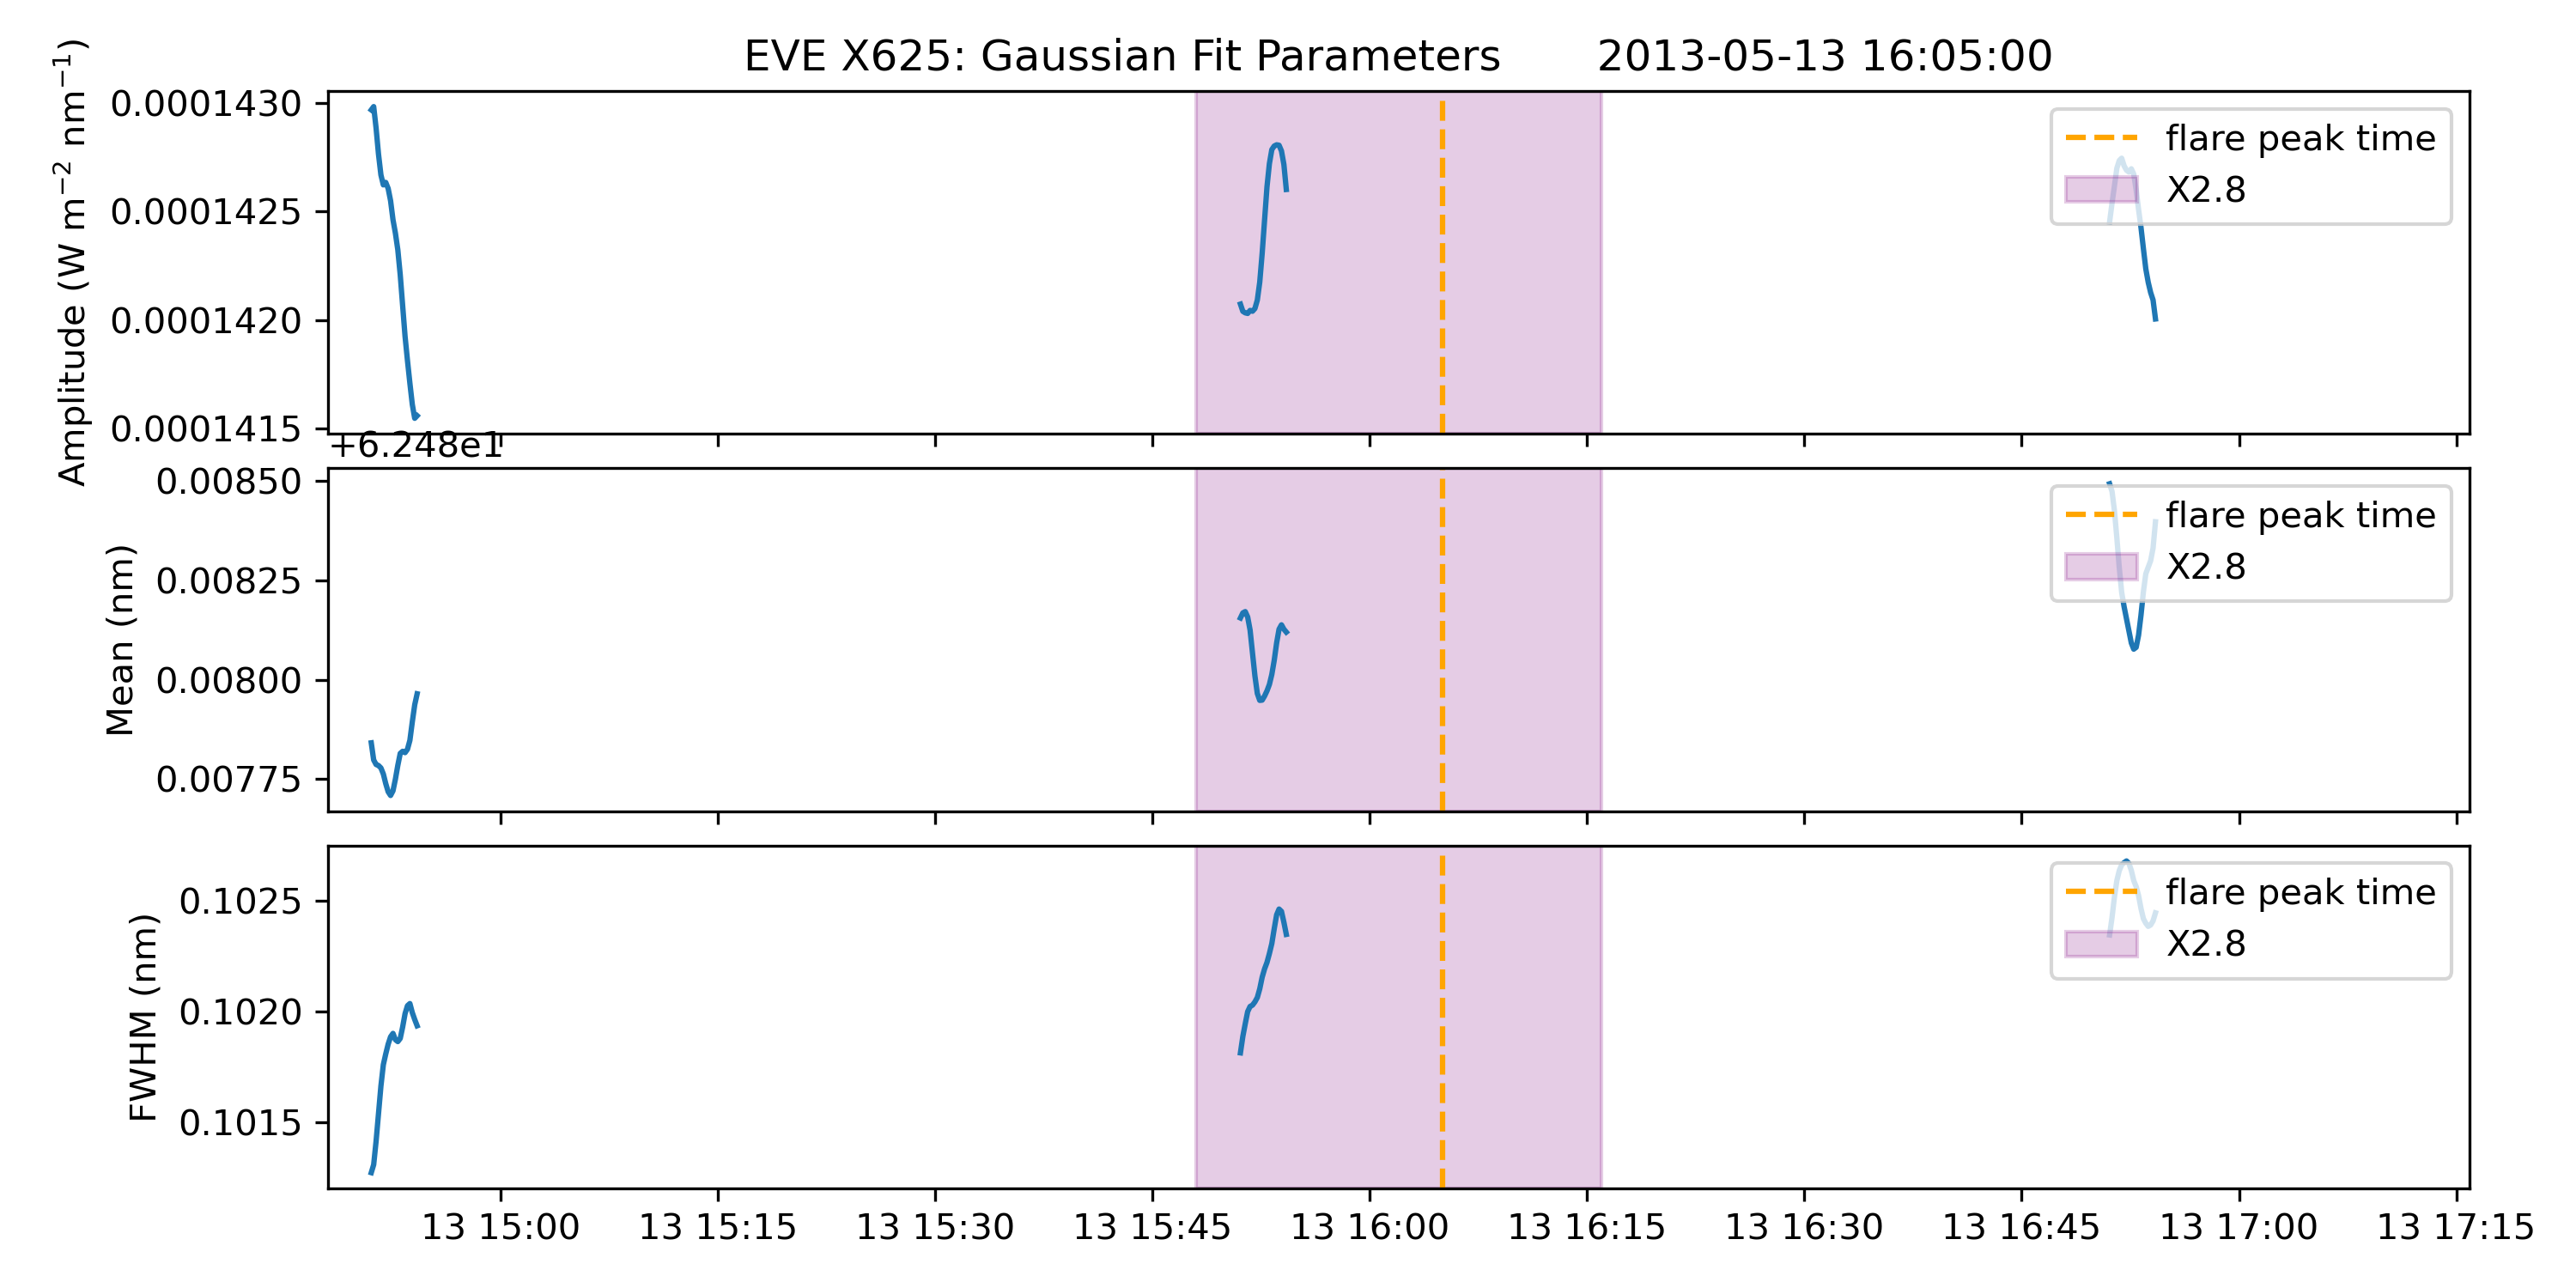 EVE X625: Gaussian Fit Parameters 2013-05-13 16:05:00
Amplitude (W m⁻² nm⁻¹)
0.0001430
0.0001425
0.0001420
0.0001415
flare peak time
X2.8
+6.248e1
Mean (nm)
0.00850
0.00825
0.00800
0.00775
flare peak time
X2.8
FWHM (nm)
0.1025
0.1020
0.1015
flare peak time
X2.8
13 15:00 13 15:15 13 15:30 13 15:45 13 16:00 13 16:15 13 16:30 13 16:45 13 17:00 13 17:15